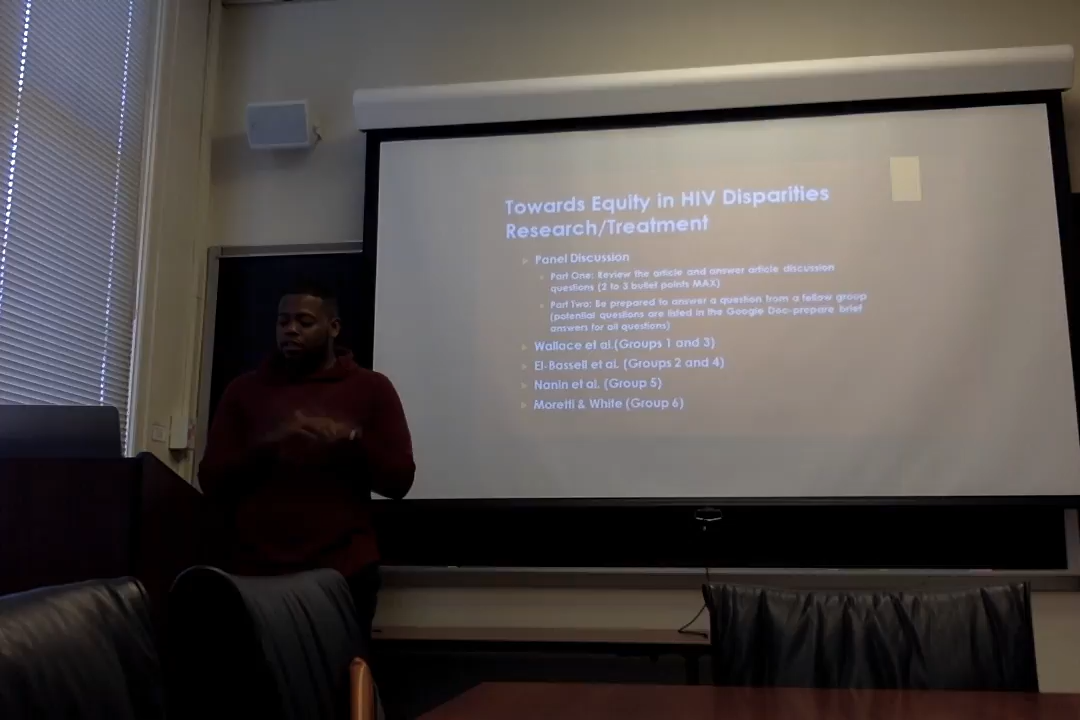 Towards Equity in HIV Disparities
Research/Treatment
Panel Discussion
Part One: Review the article and answer article discussion
questions (2 to 3 bullet points MAX)
Part Two: Be prepared to answer a question from a fellow group
(potential questions are listed in the Google Doc-prepare brief
answers for all questions)
Wallace et al.(Groups 1 and 3)
El-Bassell et al. (Groups 2 and 4)
Nanin et al. (Group 5)
Moretti & White (Group 6)